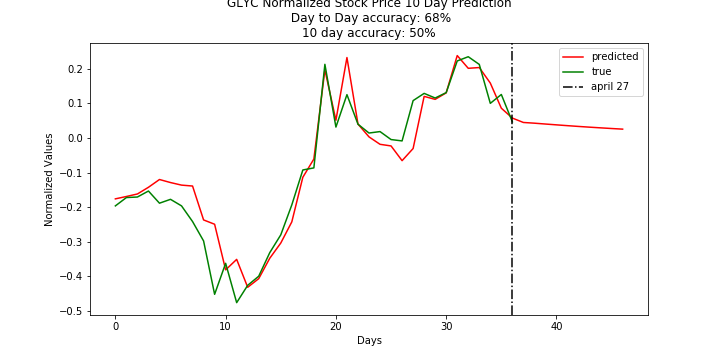 GLYC Normalized Stock Price 10 Day Prediction
Day to Day accuracy: 68%
10 day accuracy: 50%
predicted
true
april 27
0.2
0.1
0.0
−0.1
−0.2
−0.3
−0.4
−0.5
Normalized Values
0 10 20 30 40
Days